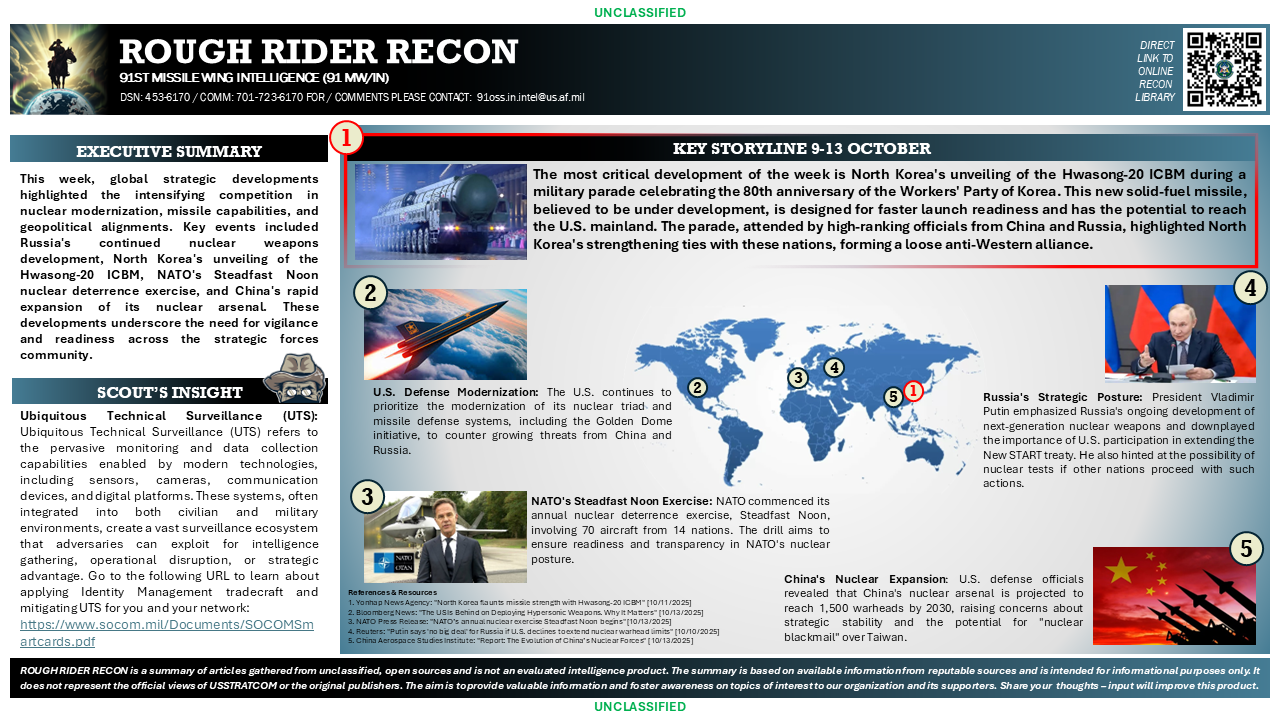 UNCLASSIFIED
ROUGH RIDER RECON
91ST MISSILE WING INTELLIGENCE (91 MW/IN)
DSN: 453-6170 / COMM: 701-723-6170 FOR / COMMENTS PLEASE CONTACT: 91oss.in.intel@us.af.mil
DIRECT
LINK TO
ONLINE
RECON
LIBRARY
EXECUTIVE SUMMARY
This week, global strategic developments
highlighted the intensifying competition in
nuclear modernization, missile capabilities, and
geopolitical alignments. Key events included
Russia's continued nuclear weapons
development, North Korea's unveiling of the
Hwasong-20 ICBM, NATO's Steadfast Noon
nuclear deterrence exercise, and China's rapid
expansion of its nuclear arsenal. These
developments underscore the need for vigilance
and readiness across the strategic forces
community.
SCOUT'S INSIGHT
Ubiquitous Technical Surveillance (UTS):
Ubiquitous Technical Surveillance (UTS) refers to
the pervasive monitoring and data collection
capabilities enabled by modern technologies,
including sensors, cameras, communication
devices, and digital platforms. These systems, often
integrated into both civilian and military
environments, create a vast surveillance ecosystem
that adversaries can exploit for intelligence
gathering, operational disruption, or strategic
advantage. Go to the following URL to learn about
applying Identity Management tradecraft and
mitigating UTS for you and your network:
https://www.socom.mil/Documents/SOCOMSm
artcards.pdf
1
KEY STORYLINE 9-13 OCTOBER
The most critical development of the week is North Korea's unveiling of the Hwasong-20 ICBM during a
military parade celebrating the 80th anniversary of the Workers' Party of Korea. This new solid-fuel missile,
believed to be under development, is designed for faster launch readiness and has the potential to reach
the U.S. mainland. The parade, attended by high-ranking officials from China and Russia, highlighted North
Korea's strengthening ties with these nations, forming a loose anti-Western alliance.
2
U.S. Defense Modernization: The U.S. continues to
prioritize the modernization of its nuclear triad and
missile defense systems, including the Golden Dome
initiative, to counter growing threats from China and
Russia.
2
3
4
5
1
4
Russia's Strategic Posture: President Vladimir
Putin emphasized Russia's ongoing development of
next-generation nuclear weapons and downplayed
the importance of U.S. participation in extending the
New START treaty. He also hinted at the possibility of
nuclear tests if other nations proceed with such
actions.
3
NATO
OTAN
NATO's Steadfast Noon Exercise: NATO commenced its
annual nuclear deterrence exercise, Steadfast Noon,
involving 70 aircraft from 14 nations. The drill aims to
ensure readiness and transparency in NATO's nuclear
posture.
5
China's Nuclear Expansion: U.S. defense officials
revealed that China's nuclear arsenal is projected to
reach 1,500 warheads by 2030, raising concerns about
strategic stability and the potential for "nuclear
blackmail" over Taiwan.
References & Resources
1. Yonhap News Agency: "North Korea flaunts missile strength with Hwasong-20 ICBM" [10/11/2025]
2. Bloomberg News: "The US Is Behind on Deploying Hypersonic Weapons. Why It Matters" [10/13/2025]
3. NATO Press Release: "NATO's annual nuclear exercise Steadfast Noon begins" [10/13/2025]
4. Reuters: "Putin says 'no big deal' for Russia if U.S. declines to extend nuclear warhead limits" [10/10/2025]
5. China Aerospace Studies Institute: "Report: The Evolution of China's Nuclear Forces" [10/13/2025]
ROUGH RIDER RECON is a summary of articles gathered from unclassified, open sources and is not an evaluated intelligence product. The summary is based on available information from reputable sources and is intended for informational purposes only. It
does not represent the official views of USSTRATCOM or the original publishers. The aim is to provide valuable information and foster awareness on topics of interest to our organization and its supporters. Share your thoughts – input will improve this product.
UNCLASSIFIED